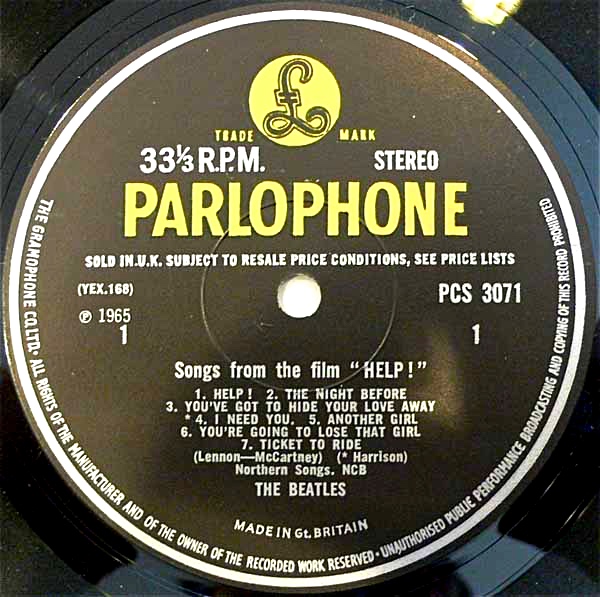 £
TRADE MARK
33⅓ R.P.M. STEREO
PARLOPHONE
SOLD IN U.K. SUBJECT TO RESALE PRICE CONDITIONS, SEE PRICE LISTS
(YEX.168) PCS 3071
℗ 1965
1 1
Songs from the film "HELP!"
1. HELP! 2. THE NIGHT BEFORE
3. YOU'VE GOT TO HIDE YOUR LOVE AWAY
* 4. I NEED YOU. 5. ANOTHER GIRL
6. YOU'RE GOING TO LOSE THAT GIRL
7. TICKET TO RIDE
(Lennon—McCartney) (* Harrison)
Northern Songs. NCB
THE BEATLES
MADE IN Gt. BRITAIN
THE GRAMOPHONE CO. LTD. · ALL RIGHTS OF THE MANUFACTURER AND OF THE OWNER OF THE RECORDED WORK RESERVED · UNAUTHORISED PUBLIC PERFORMANCE BROADCASTING AND COPYING OF THIS RECORD PROHIBITED